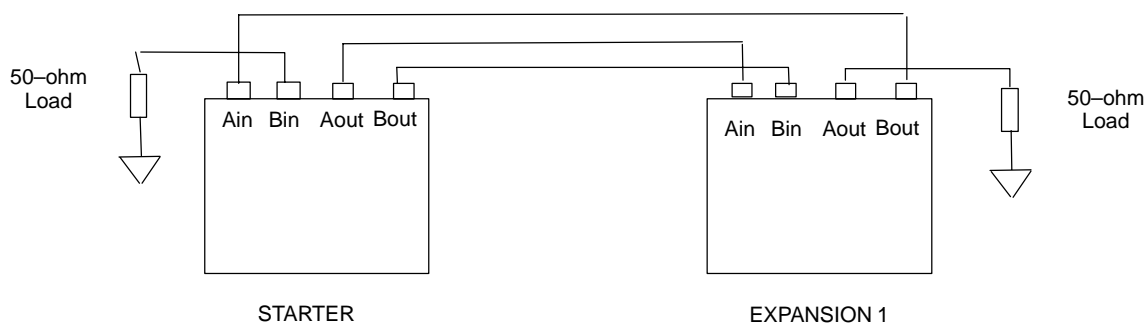 50–ohm
Load
Ain Bin Aout Bout
STARTER
Ain Bin Aout Bout
EXPANSION 1
50–ohm
Load